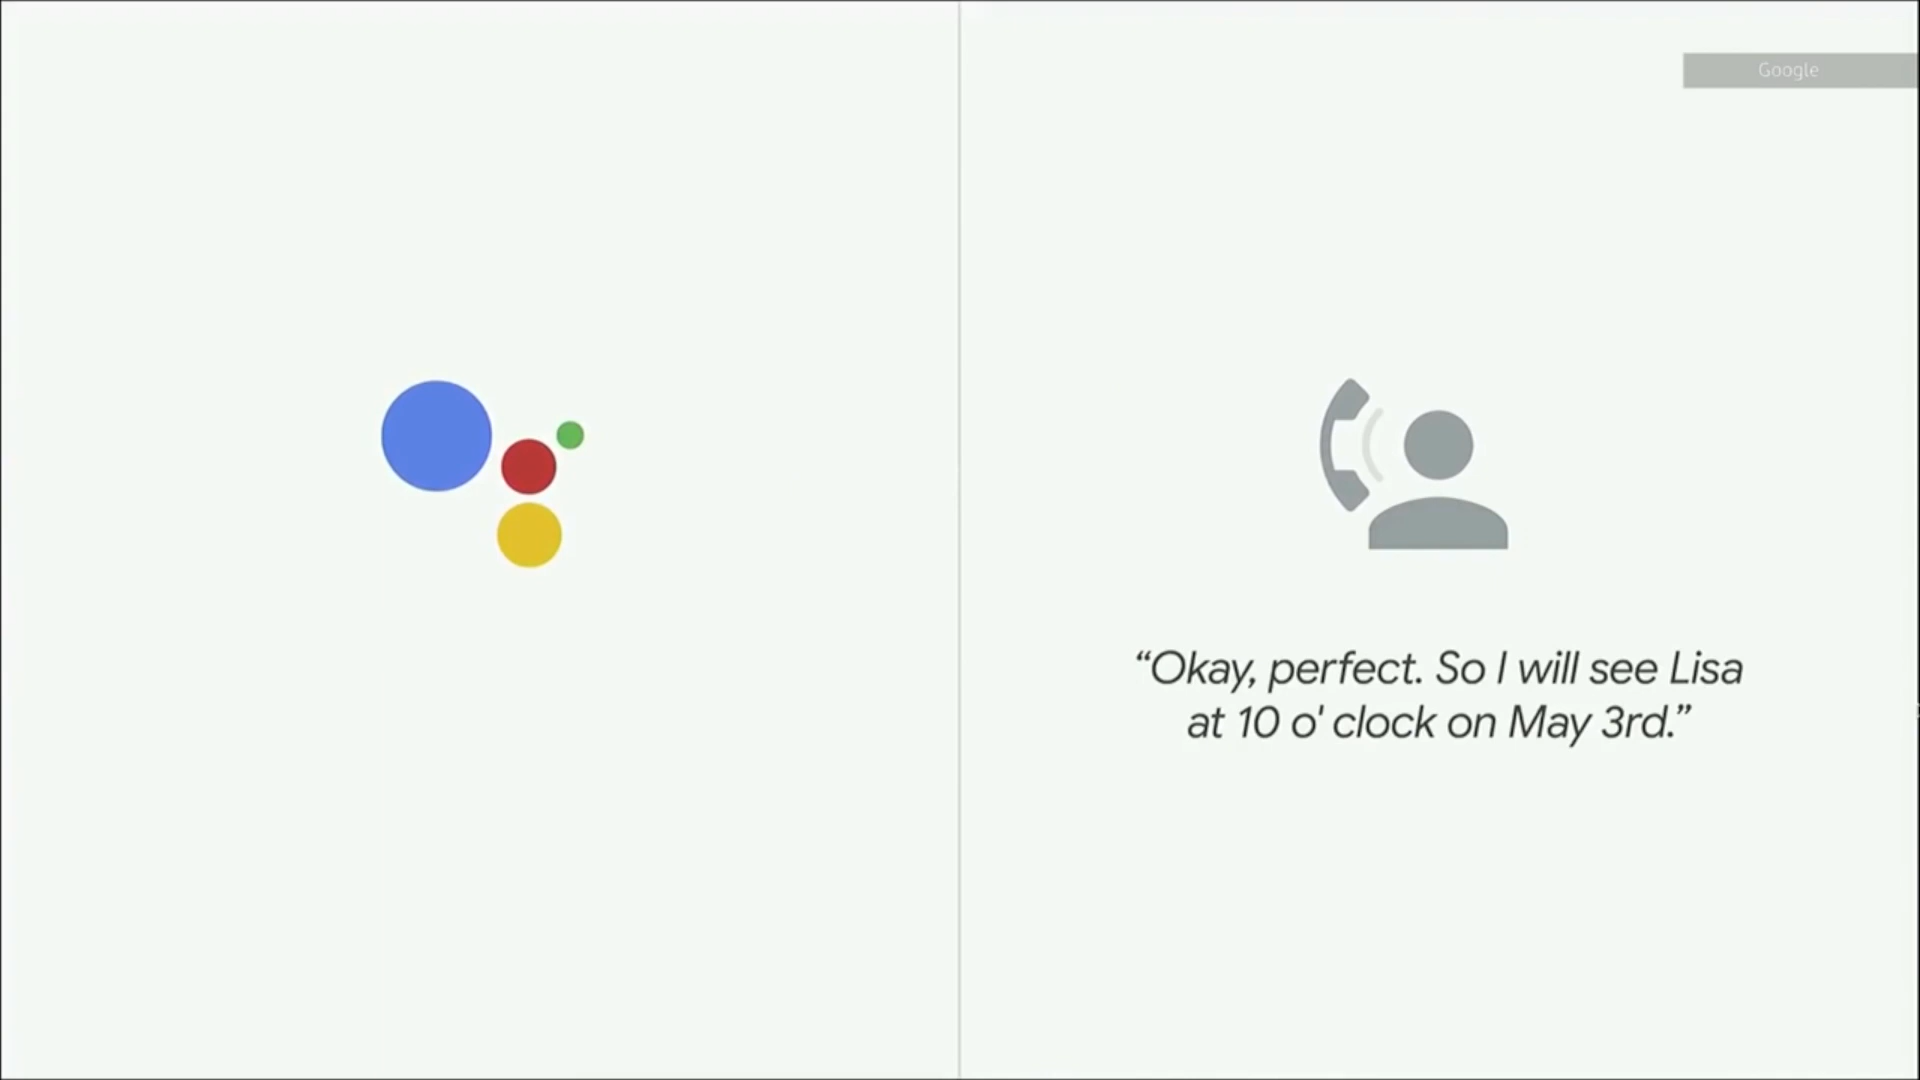 Google
“Okay, perfect. So I will see Lisa
at 10 o' clock on May 3rd.”